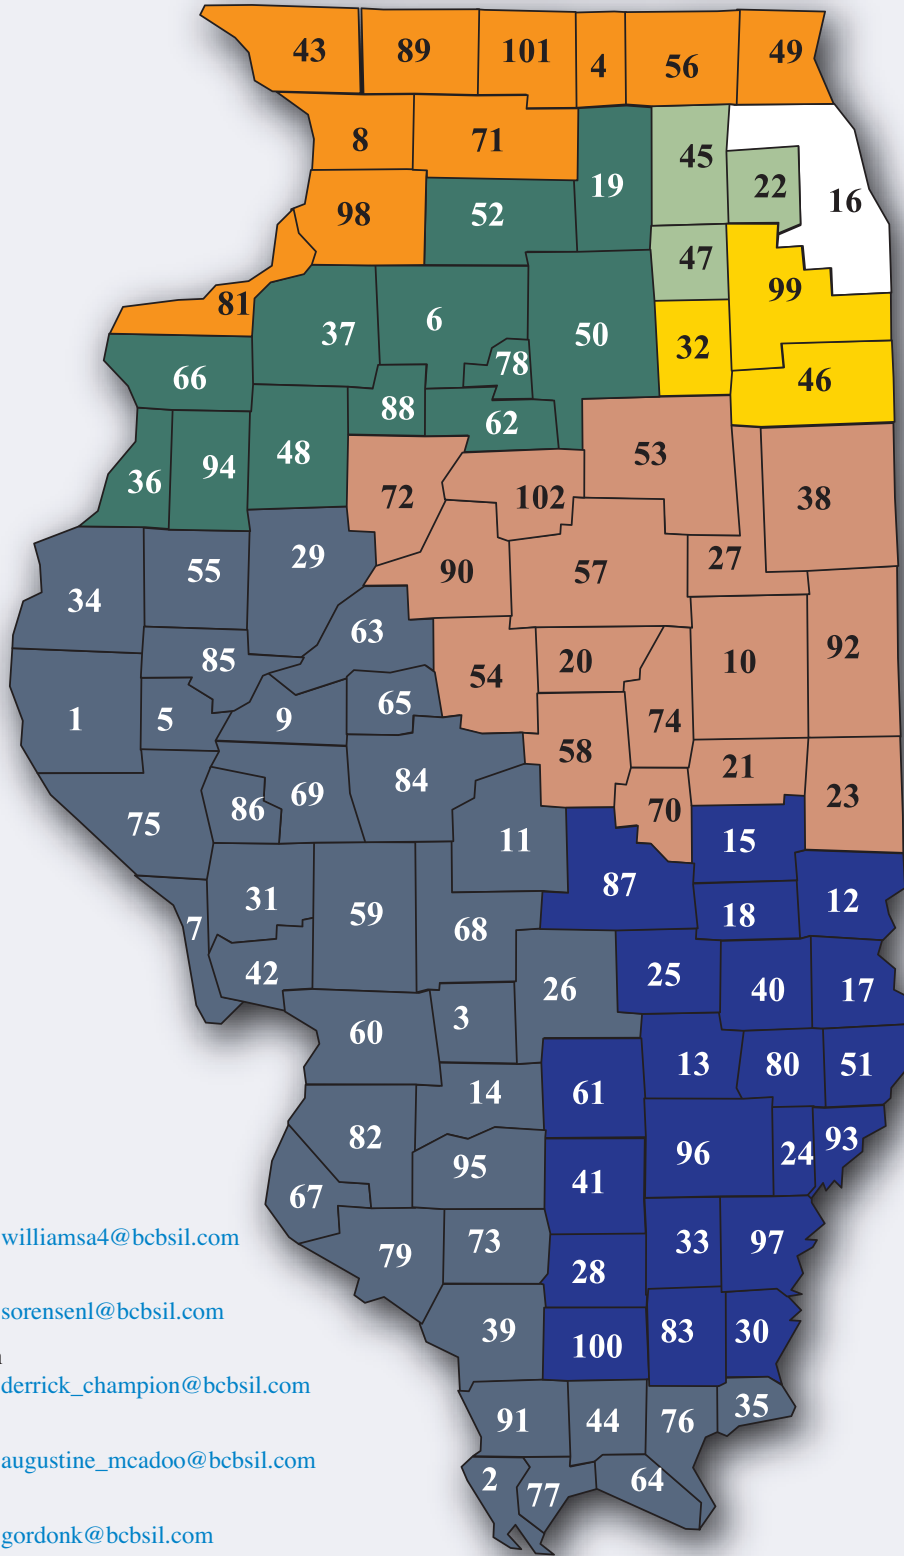 43 89 101 4 56 49
8 71 19 45 22 16
98 52 47 99
81 37 6 50 32 46
66 78
88 62
36 94 48 72 102 53 38
34 55 29 90 57 27
63 20 10 92
85 54
1 5 9 65 58 74
75 86 69 84 21 23
70
11 15
7 31 59 68 87 18 12
42 26 25 40 17
60 3 13 80 51
14 61
82 95 96 24 93
67 41
79 73 33 97
28
39 100 83 30
91 44 76 35
2 77 64
williamsa4@bcbsil.com
sorensenl@bcbsil.com
derrick_champion@bcbsil.com
augustine_mcadoo@bcbsil.com
gordonk@bcbsil.com